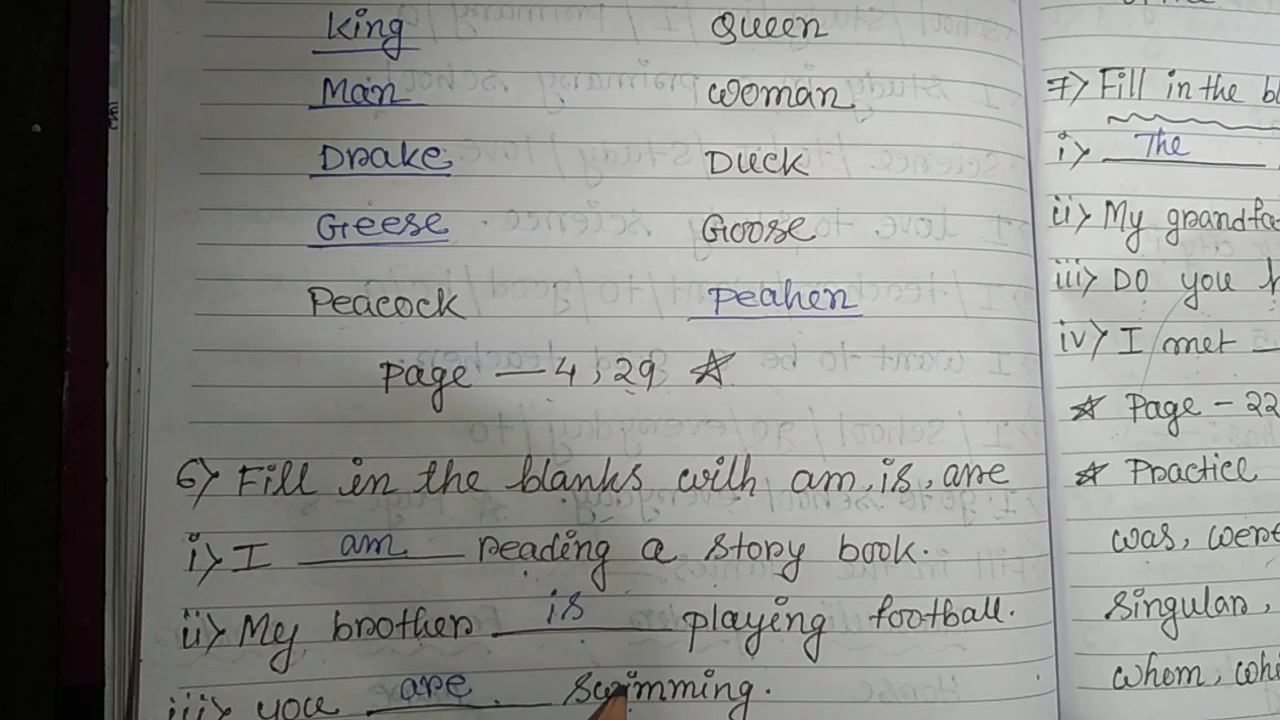 King Queen
Man Woman
Drake Duck
Geese Goose
Peacock Peahen
Page - 4, 29 ☆
6) Fill in the blanks with am, is, are
i) I am reading a story book.
ii) My brother is playing football.
iii) You are swimming.
7) Fill in the
i) The
ii) My
iii) Do you
iv) I met
☆ Page - 22
☆ Practice
was, were
singular,
whom,